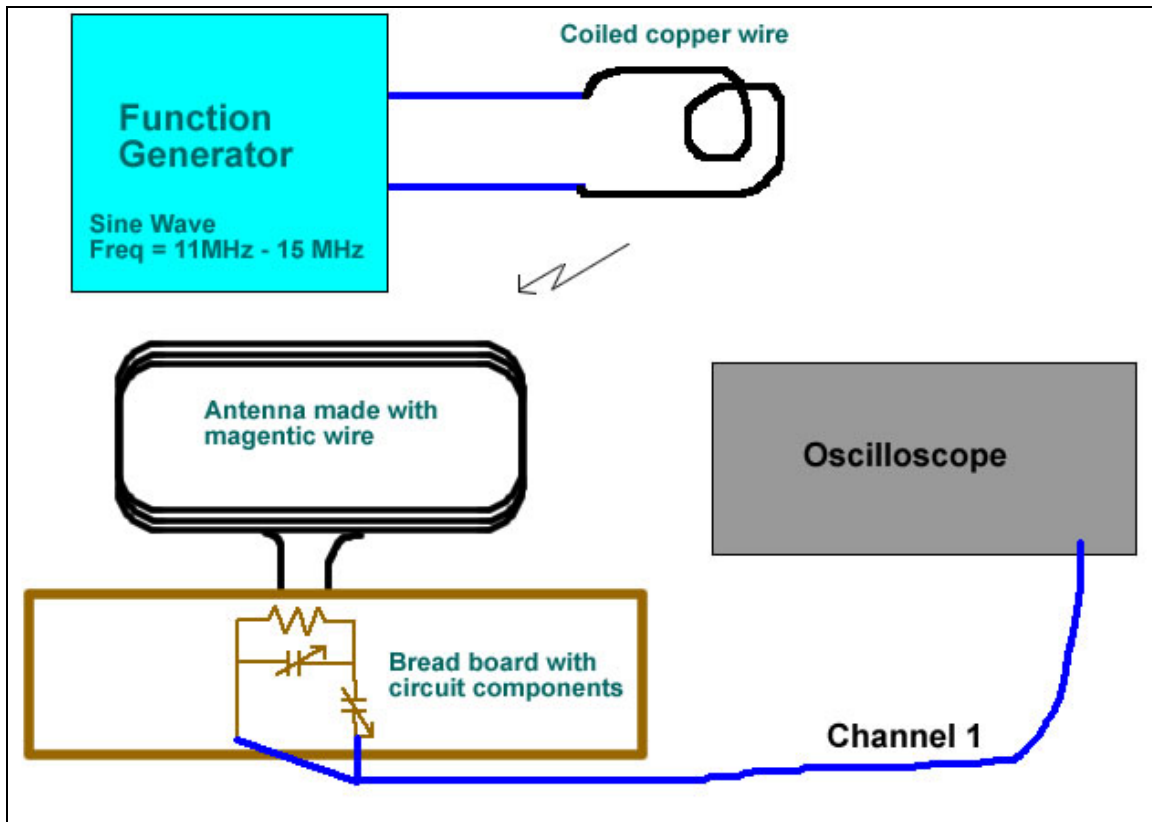 Coiled copper wire
Function
Generator
Sine Wave
Freq = 11MHz - 15 MHz
Antenna made with
magentic wire
Oscilloscope
Bread board with
circuit components
Channel 1